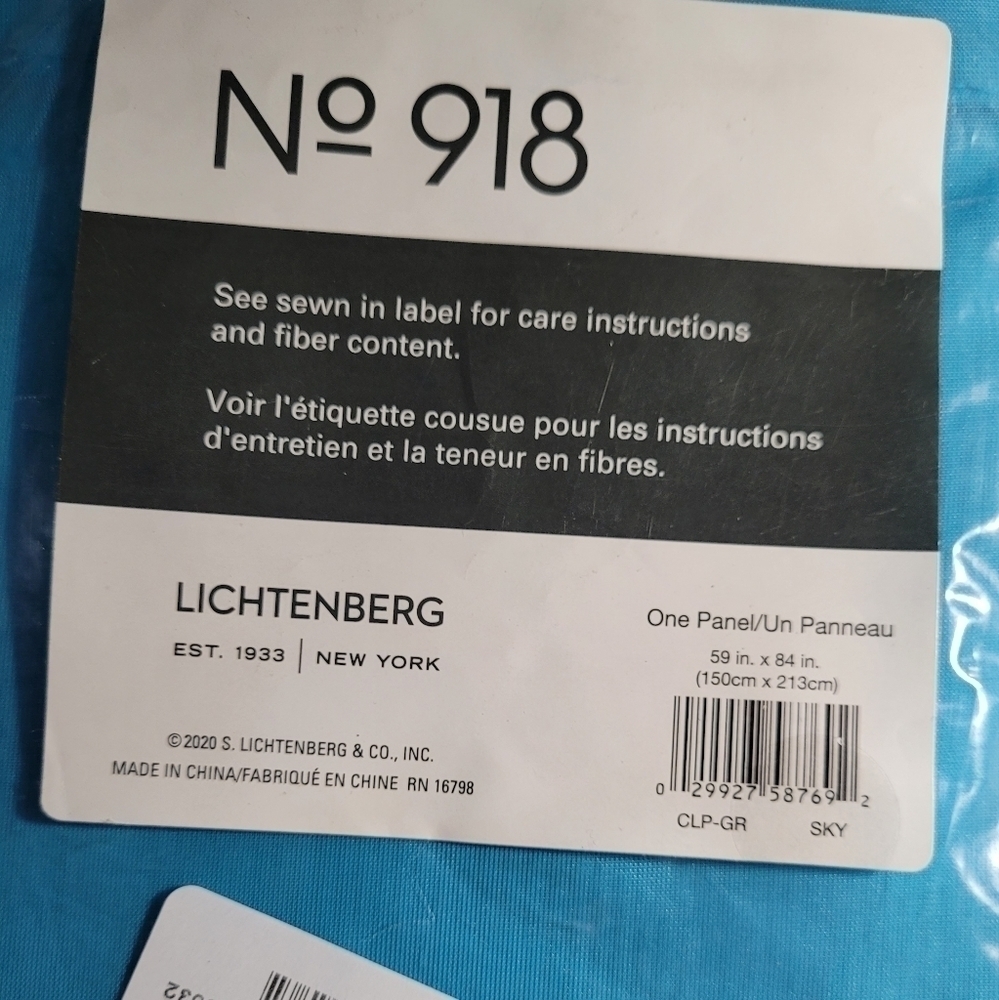 Nº 918
See sewn in label for care instructions
and fiber content.
Voir l'étiquette cousue pour les instructions
d'entretien et la teneur en fibres.
LICHTENBERG
EST. 1933 | NEW YORK
©2020 S. LICHTENBERG & CO., INC.
MADE IN CHINA/FABRIQUÉ EN CHINE RN 16798
One Panel/Un Panneau
59 in. x 84 in.
(150cm x 213cm)
0 29927 58769 2
CLP-GR SKY